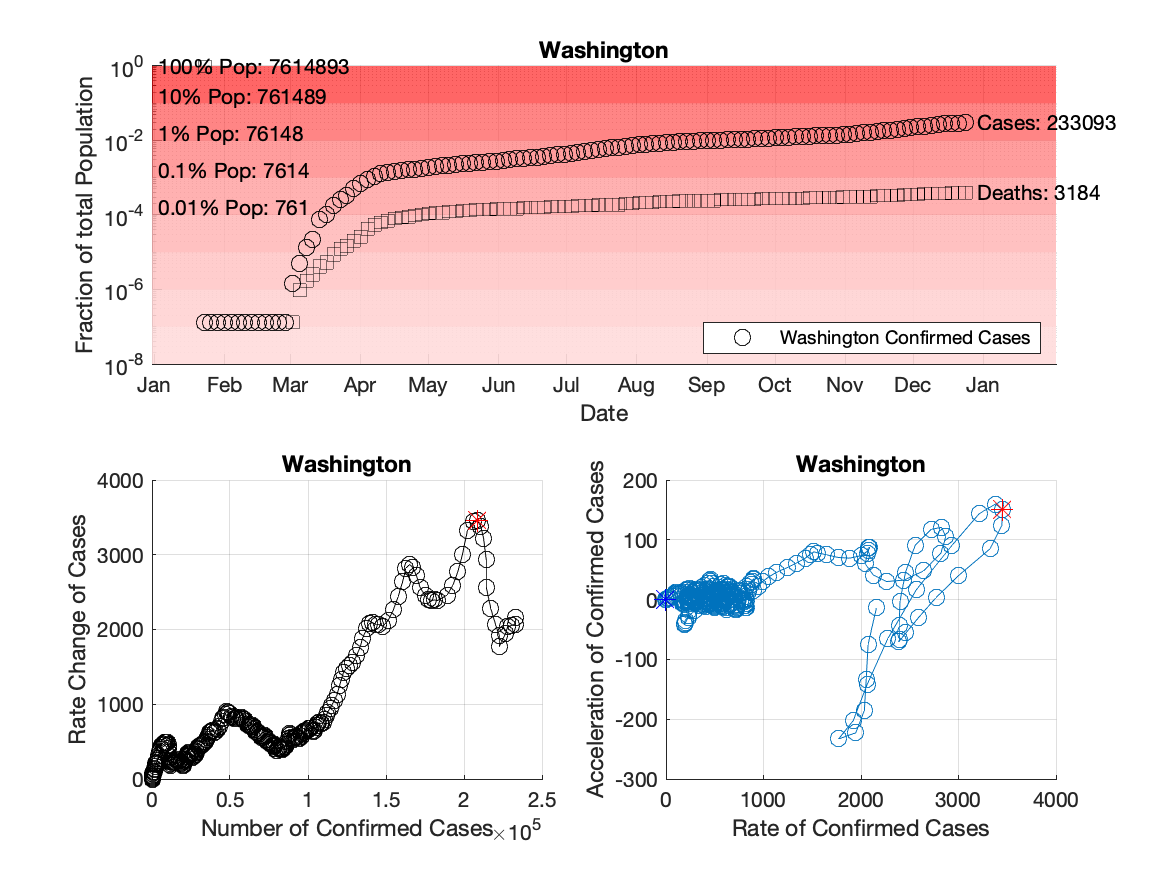 Washington
10^0
10^-2
10^-4
10^-6
10^-8
Fraction of total Population
100% Pop: 7614893
10% Pop: 761489
1% Pop: 76148
0.1% Pop: 7614
0.01% Pop: 761
Cases: 233093
Deaths: 3184
Washington Confirmed Cases
Jan Feb Mar Apr May Jun Jul Aug Sep Oct Nov Dec Jan
Date
Washington
4000
3000
2000
1000
0
Rate Change of Cases
0 0.5 1 1.5 2 2.5
Number of Confirmed Cases ×10^5
Washington
200
100
0
-100
-200
-300
Acceleration of Confirmed Cases
0 1000 2000 3000 4000
Rate of Confirmed Cases